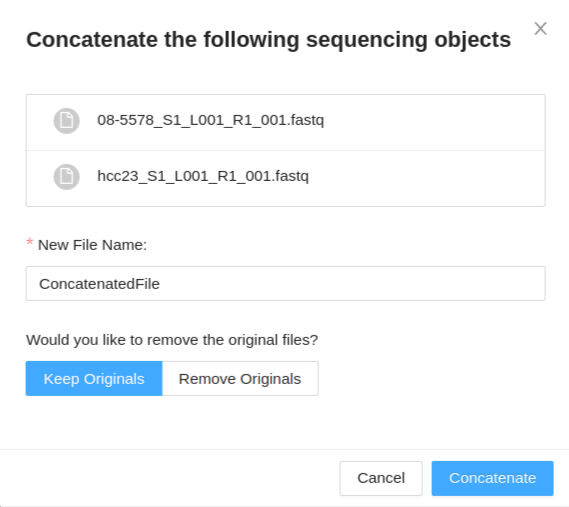 Concatenate the following sequencing objects
08-5578_S1_L001_R1_001.fastq
hcc23_S1_L001_R1_001.fastq
* New File Name:
ConcatenatedFile
Would you like to remove the original files?
Keep Originals Remove Originals
Cancel Concatenate